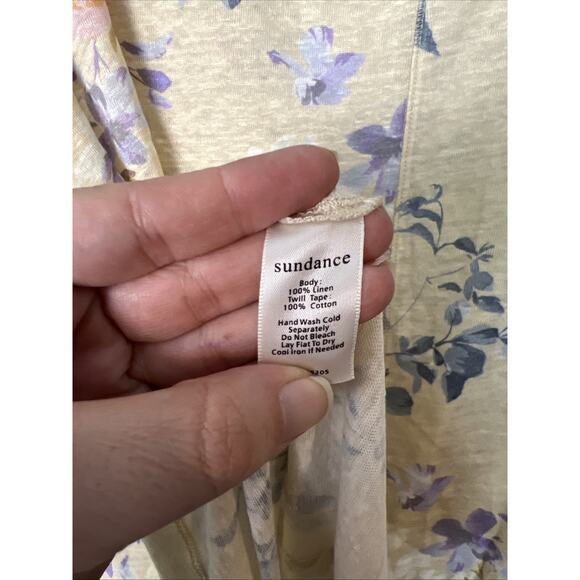 sundance
Body:
100% Linen
Twill Tape:
100% Cotton
Hand Wash Cold
Separately
Do Not Bleach
Lay Flat To Dry
Cool Iron If Needed